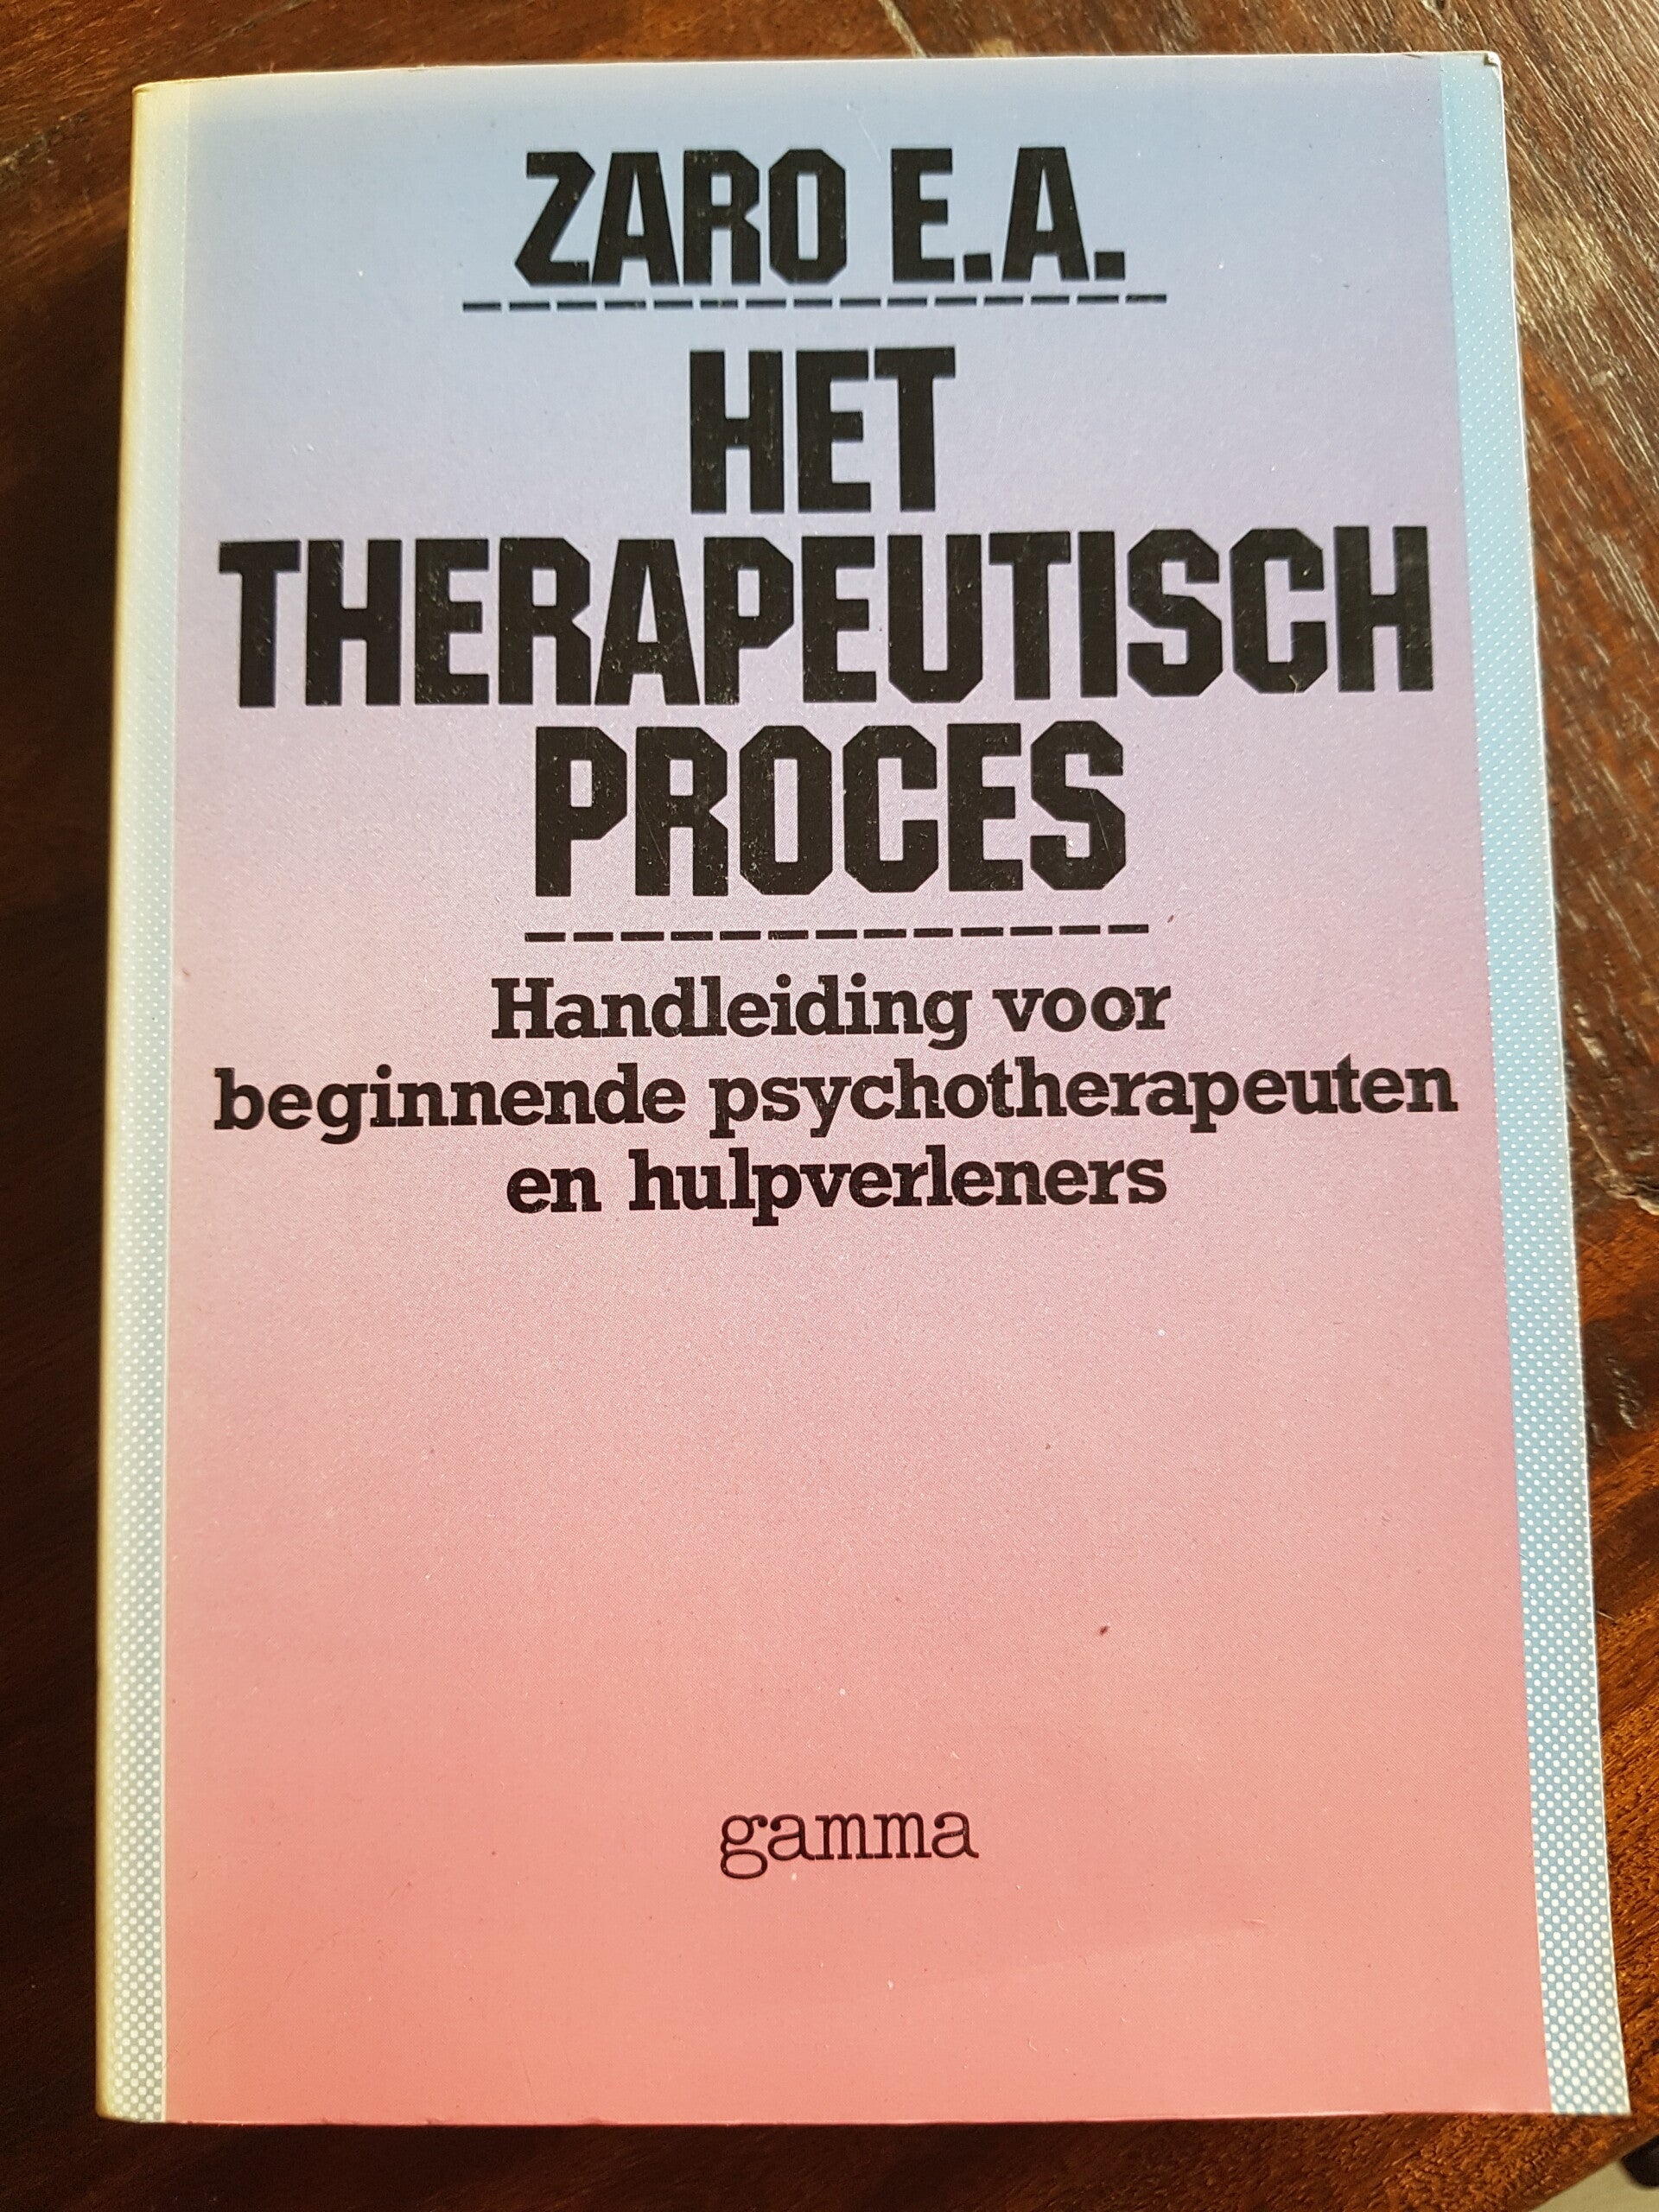 ZARO E.A.
HET
THERAPEUTISCH
PROCES
Handleiding voor
beginnende psychotherapeuten
en hulpverleners
gamma